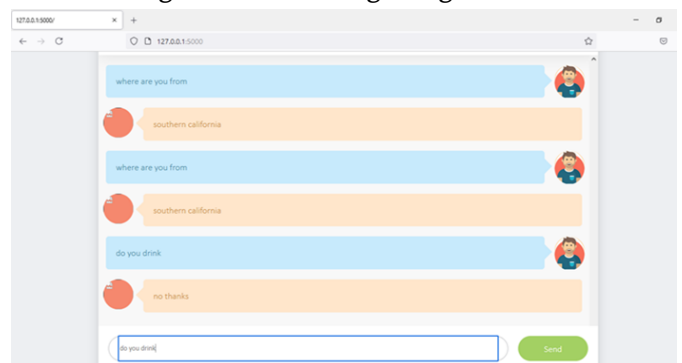 127.0.0.1:5000/
127.0.0.1:5000
where are you from
southern california
where are you from
southern california
do you drink
no thanks
do you drink
Send